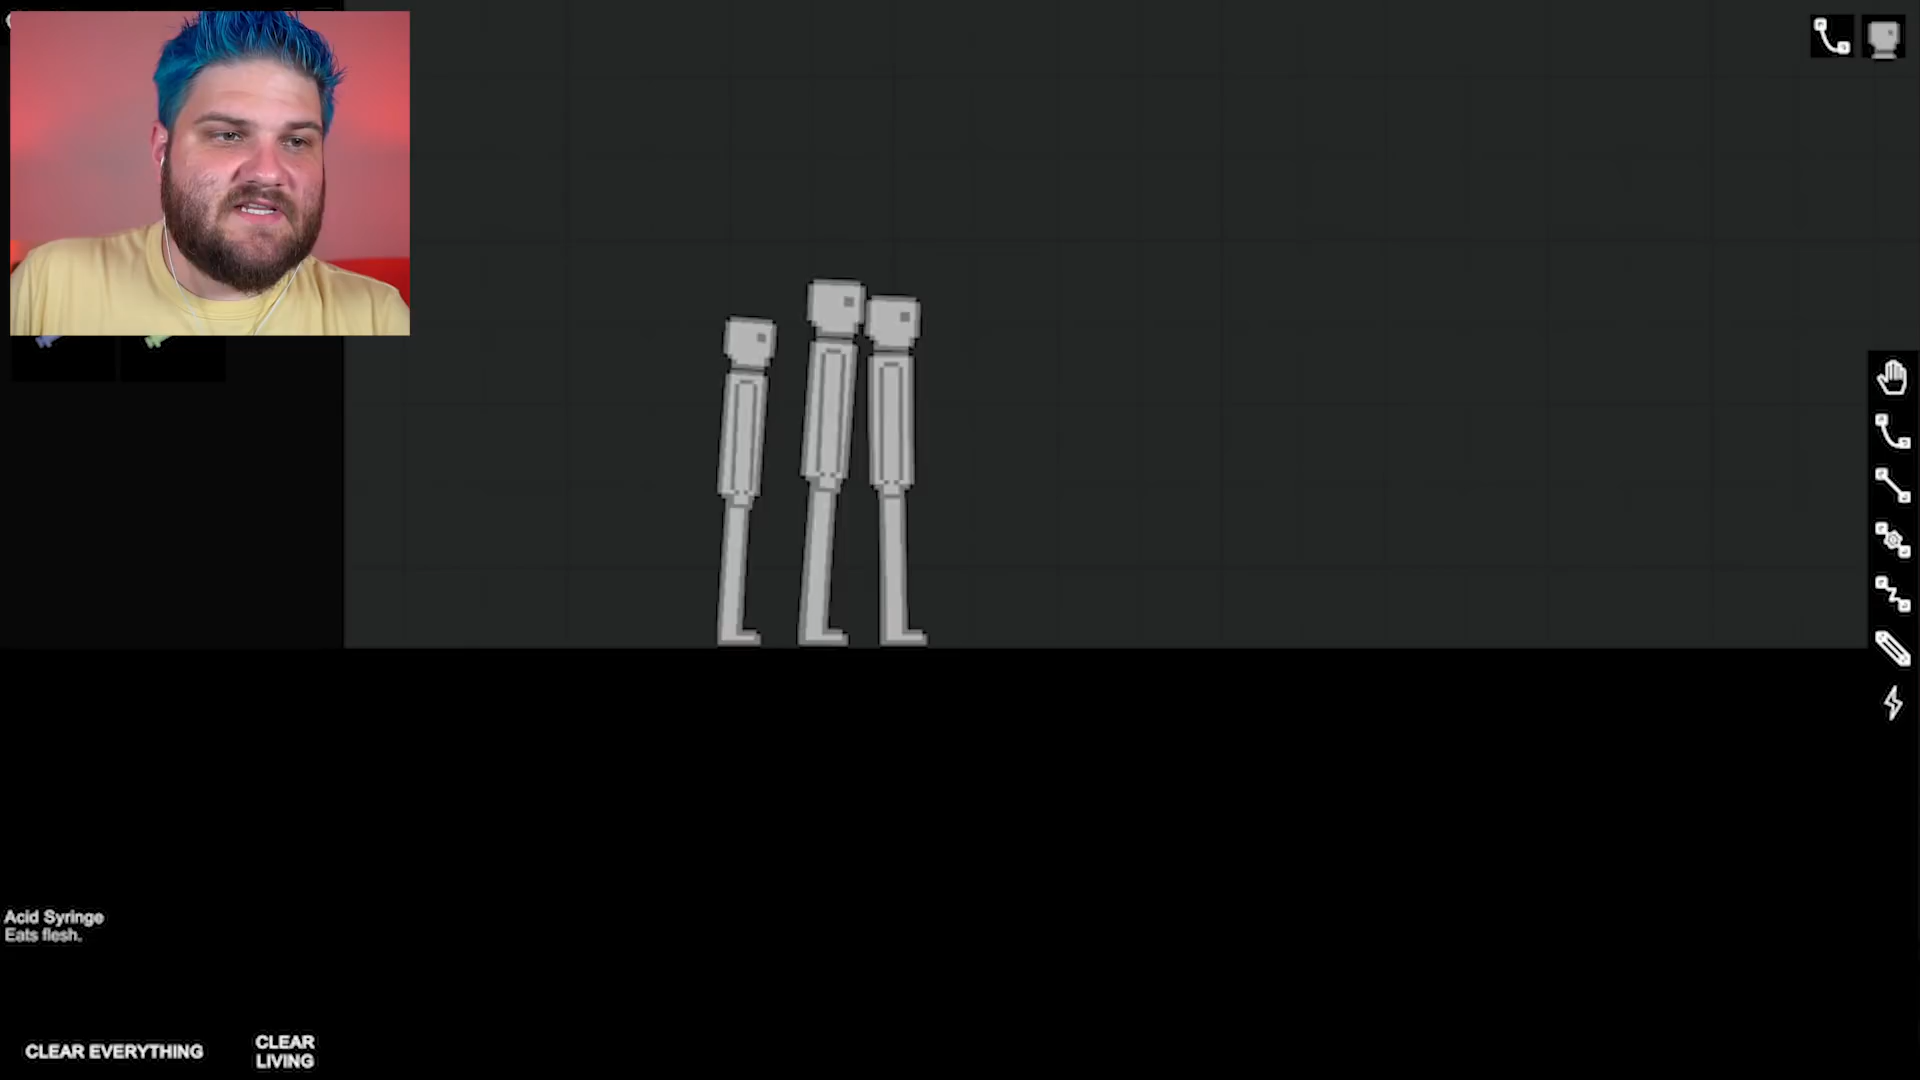 Acid Syringe
Eats flesh.
CLEAR EVERYTHING
CLEAR
LIVING